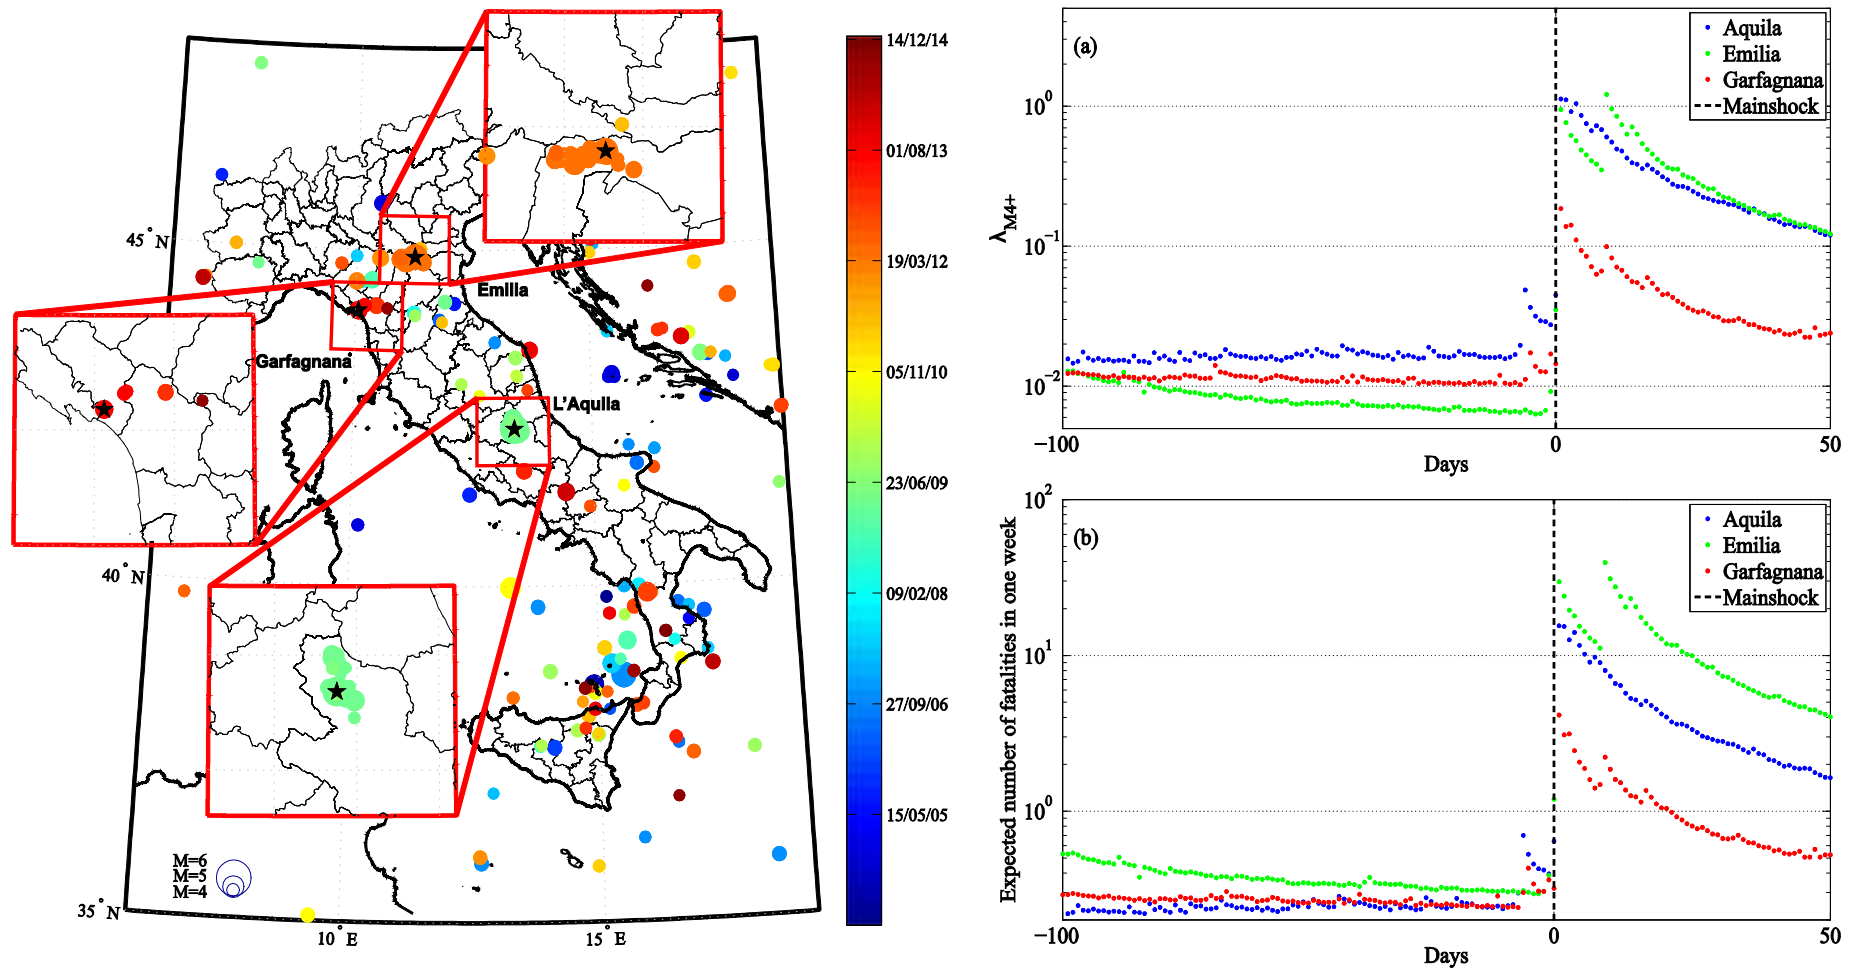 14/12/14
01/08/13
19/03/12
05/11/10
23/06/09
09/02/08
27/09/06
15/05/05
45° N
40° N
35° N
10° E
15° E
Emilia
Garfagnana
L'Aquila
M=6
M=5
M=4
(a)
Aquila
Emilia
Garfagnana
Mainshock
λM4+
10^0
10^-1
10^-2
−100
0
50
Days
(b)
Aquila
Emilia
Garfagnana
Mainshock
Expected number of fatalities in one week
10^2
10^1
10^0
−100
0
50
Days